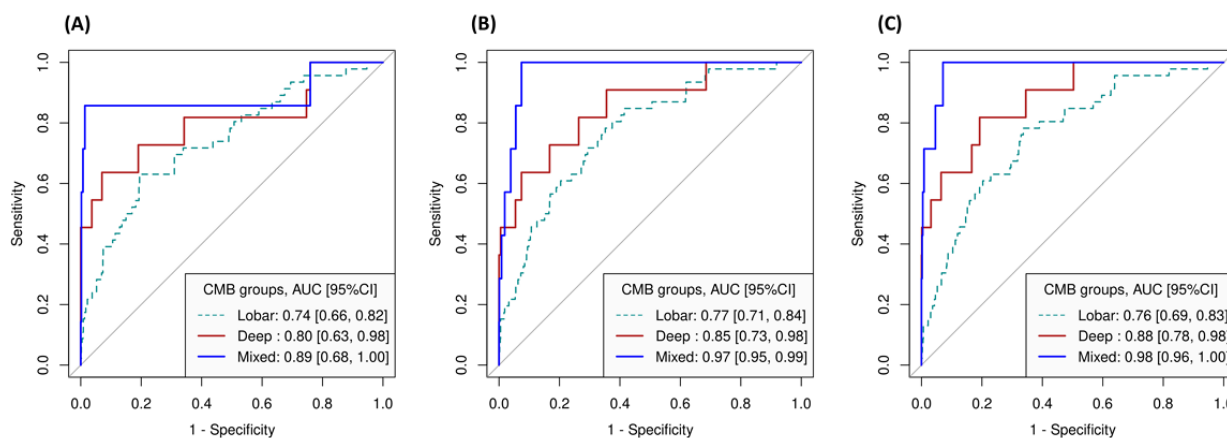 (A)
Sensitivity
1.0
0.8
0.6
0.4
0.2
0.0
CMB groups, AUC [95%CI]
Lobar: 0.74 [0.66, 0.82]
Deep : 0.80 [0.63, 0.98]
Mixed: 0.89 [0.68, 1.00]
0.0 0.2 0.4 0.6 0.8 1.0
1 - Specificity
(B)
Sensitivity
1.0
0.8
0.6
0.4
0.2
0.0
CMB groups, AUC [95%CI]
Lobar: 0.77 [0.71, 0.84]
Deep : 0.85 [0.73, 0.98]
Mixed: 0.97 [0.95, 0.99]
0.0 0.2 0.4 0.6 0.8 1.0
1 - Specificity
(C)
Sensitivity
1.0
0.8
0.6
0.4
0.2
0.0
CMB groups, AUC [95%CI]
Lobar: 0.76 [0.69, 0.83]
Deep : 0.88 [0.78, 0.98]
Mixed: 0.98 [0.96, 1.00]
0.0 0.2 0.4 0.6 0.8 1.0
1 - Specificity